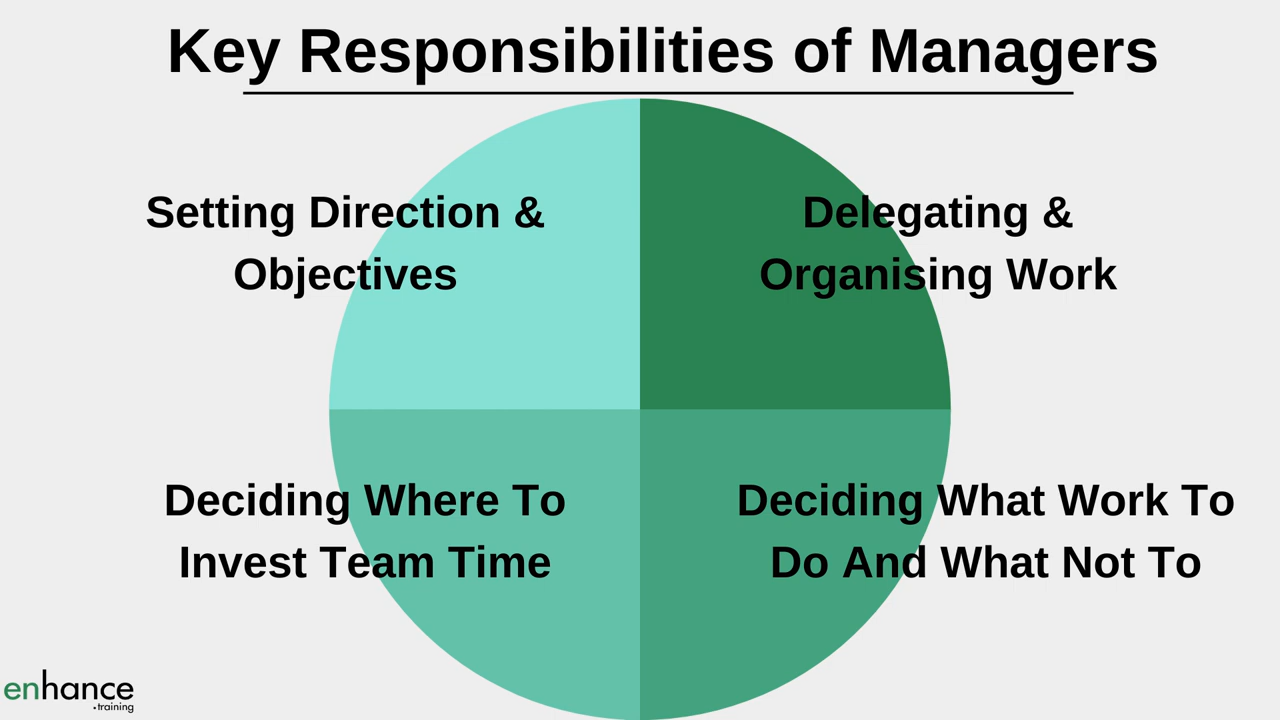 Key Responsibilities of Managers
Setting Direction &
Objectives
Delegating &
Organising Work
Deciding Where To
Invest Team Time
Deciding What Work To
Do And What Not To
enhance
.training